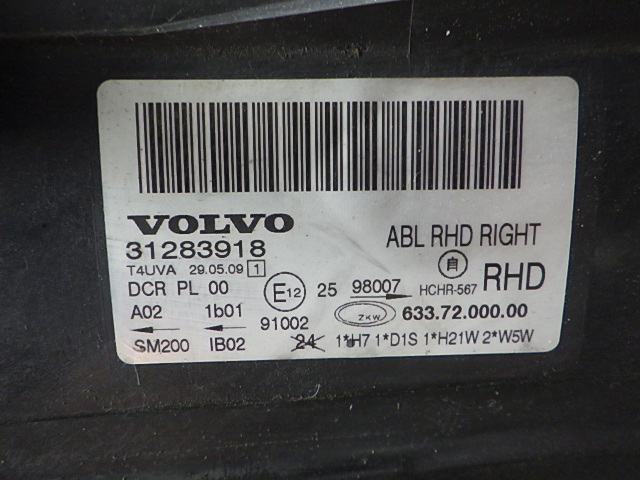 VOLVO
31283918
ABL RHD RIGHT
T4UVA 29.05.09 1
自
DCR PL 00
E12
25
98007
HCHR-567
RHD
A02
1b01
91002
ZKW
633.72.000.00
SM200
IB02
24
1*H7 1*D1S 1*H21W 2*W5W